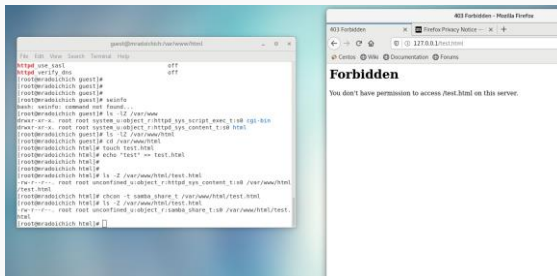 guest@mradoichich:/var/www/html
File Edit View Search Terminal Help
httpd_use_sasl off
httpd_verify_dns off
[root@mradoichich guest]#
[root@mradoichich guest]#
[root@mradoichich guest]#
[root@mradoichich guest]# seinfo
bash: seinfo: command not found...
[root@mradoichich guest]# ls -lZ /var/www
drwxr-xr-x. root root system_u:object_r:httpd_sys_script_exec_t:s0 cgi-bin
drwxr-xr-x. root root system_u:object_r:httpd_sys_content_t:s0 html
[root@mradoichich guest]# ls -lZ /var/www/html
[root@mradoichich guest]# cd /var/www/html
[root@mradoichich html]# touch test.html
[root@mradoichich html]# echo "test" >> test.html
[root@mradoichich html]#
[root@mradoichich html]#
[root@mradoichich html]# ls -Z /var/www/html/test.html
-rw-r--r--. root root unconfined_u:object_r:httpd_sys_content_t:s0 /var/www/html
/test.html
[root@mradoichich html]# chcon -t samba_share_t /var/www/html/test.html
[root@mradoichich html]# ls -Z /var/www/html/test.html
-rw-r--r--. root root unconfined_u:object_r:samba_share_t:s0 /var/www/html/test.
html
[root@mradoichich html]#
403 Forbidden - Mozilla Firefox
403 Forbidden
Firefox Privacy Notice —
127.0.0.1/test.html
Centos Wiki Documentation Forums
Forbidden
You don't have permission to access /test.html on this server.